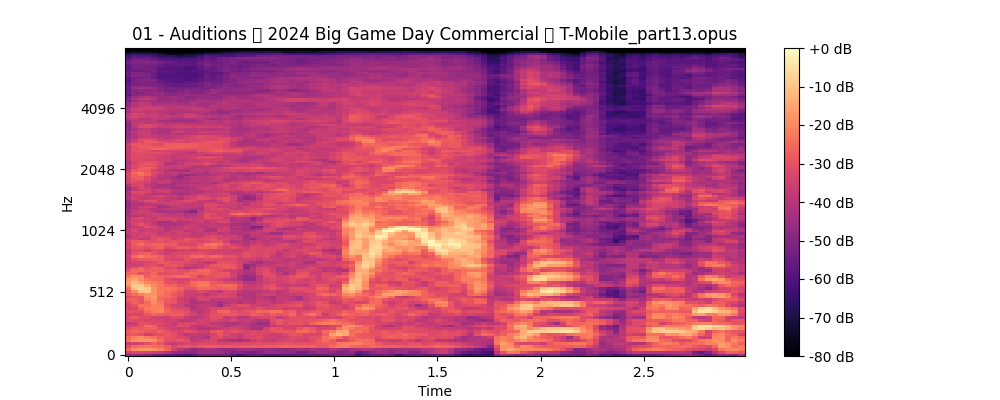 01 - Auditions ▯ 2024 Big Game Day Commercial ▯ T-Mobile_part13.opus
Hz
4096
2048
1024
512
0
0 0.5 1 1.5 2 2.5
Time
+0 dB
-10 dB
-20 dB
-30 dB
-40 dB
-50 dB
-60 dB
-70 dB
-80 dB